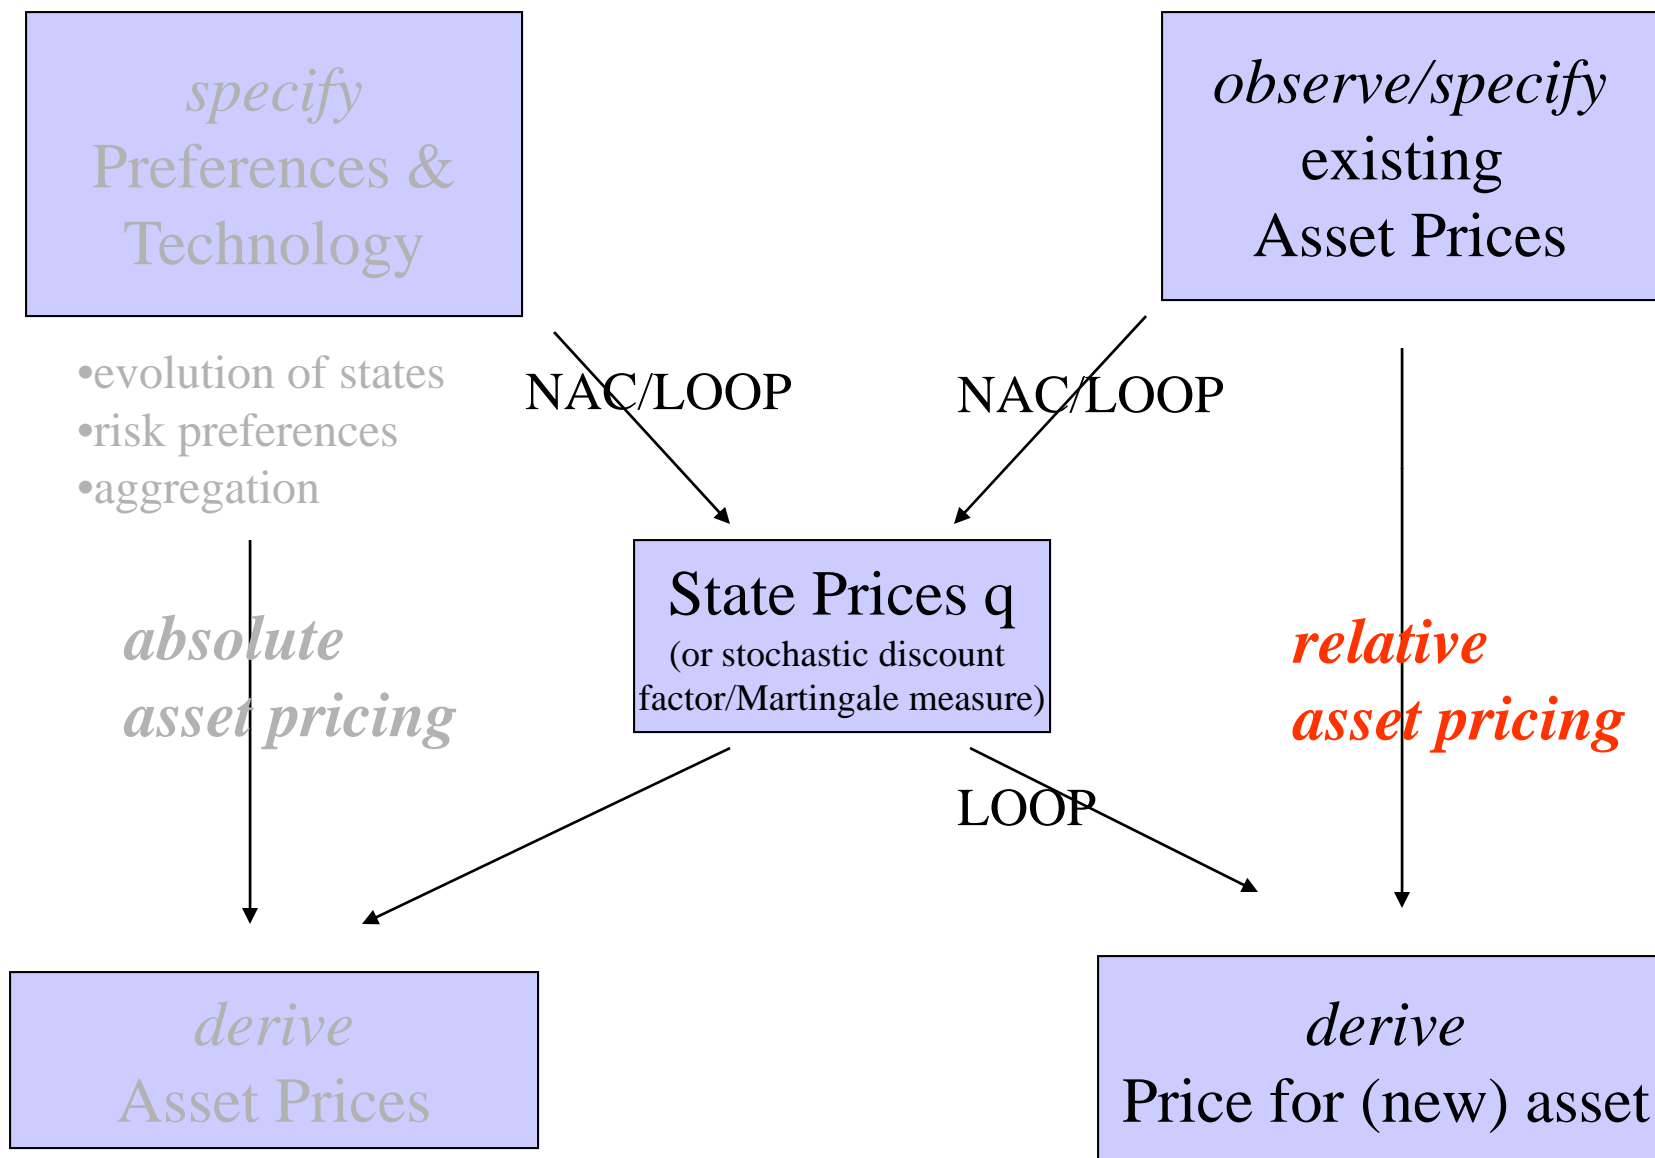 specify
Preferences &
Technology
observe/specify
existing
Asset Prices
•evolution of states
•risk preferences
•aggregation
NAC/LOOP
NAC/LOOP
State Prices q
(or stochastic discount
factor/Martingale measure)
absolute
asset pricing
relative
asset pricing
LOOP
derive
Asset Prices
derive
Price for (new) asset